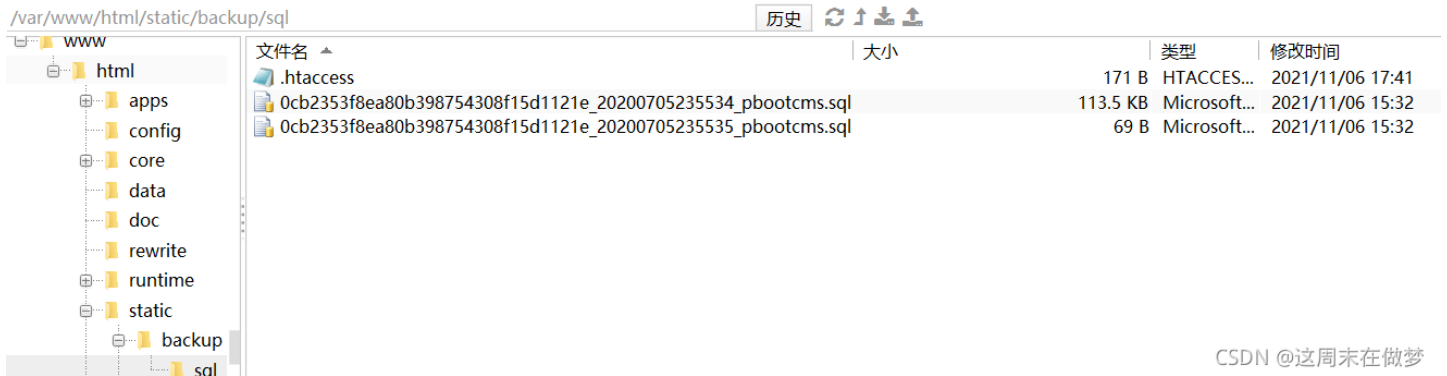 /var/www/html/static/backup/sql 历史
www
html
apps
config
core
data
doc
rewrite
runtime
static
backup
sql
文件名 大小 类型 修改时间
.htaccess 171 B HTACCES... 2021/11/06 17:41
0cb2353f8ea80b398754308f15d1121e_20200705235534_pbootcms.sql 113.5 KB Microsoft... 2021/11/06 15:32
0cb2353f8ea80b398754308f15d1121e_20200705235535_pbootcms.sql 69 B Microsoft... 2021/11/06 15:32
CSDN @这周末在做梦